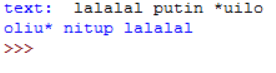 text:  lalalal putin *uilo
oliu* nitup lalalal
>>>